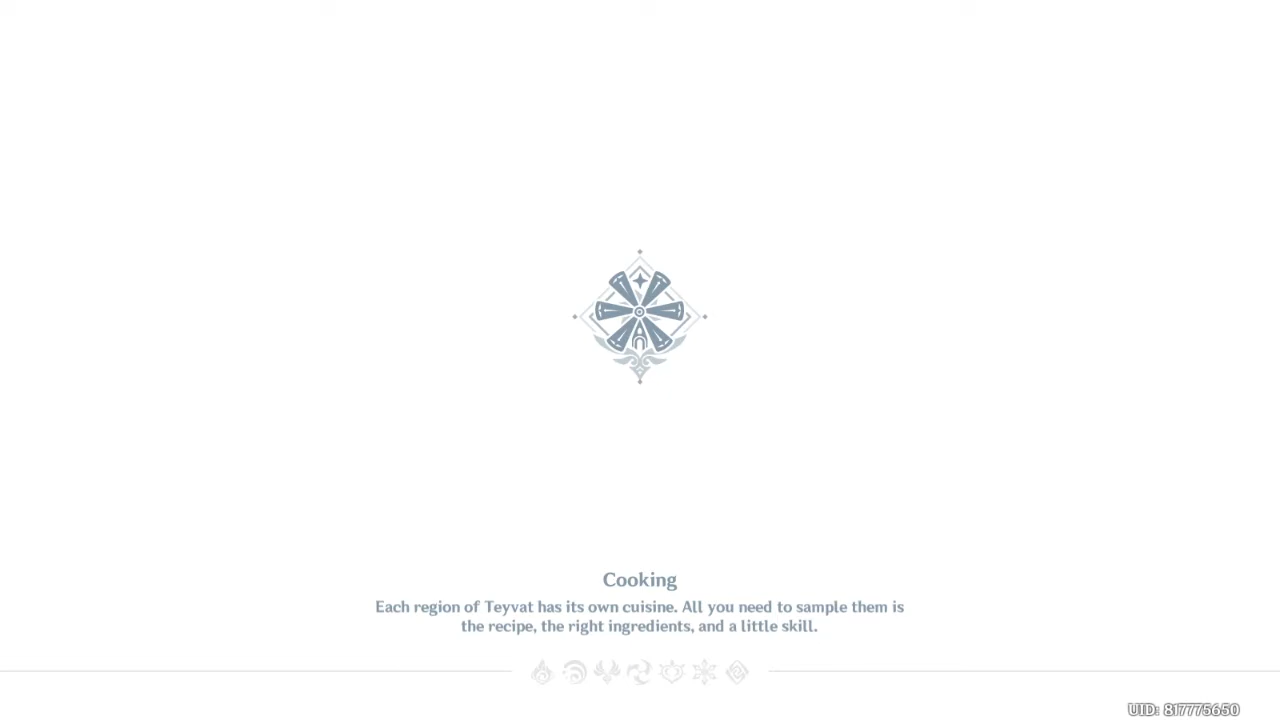 Cooking
Each region of Teyvat has its own cuisine. All you need to sample them is
the recipe, the right ingredients, and a little skill.
UID: 817775650